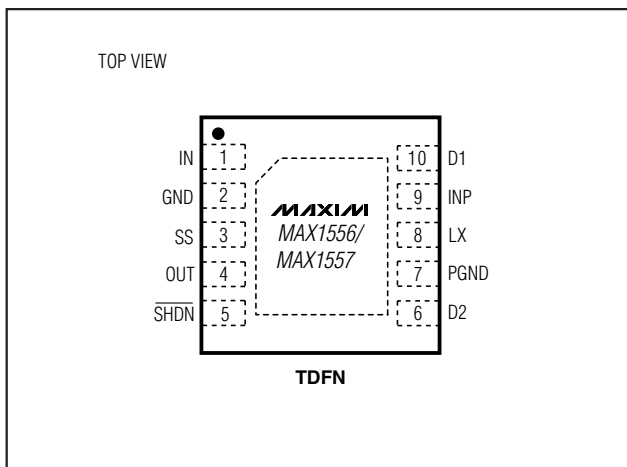 TOP VIEW
IN 1 10 D1
GND 2 9 INP
SS 3 8 LX
OUT 4 7 PGND
SHDN 5 6 D2
MAXIM
MAX1556/
MAX1557
TDFN